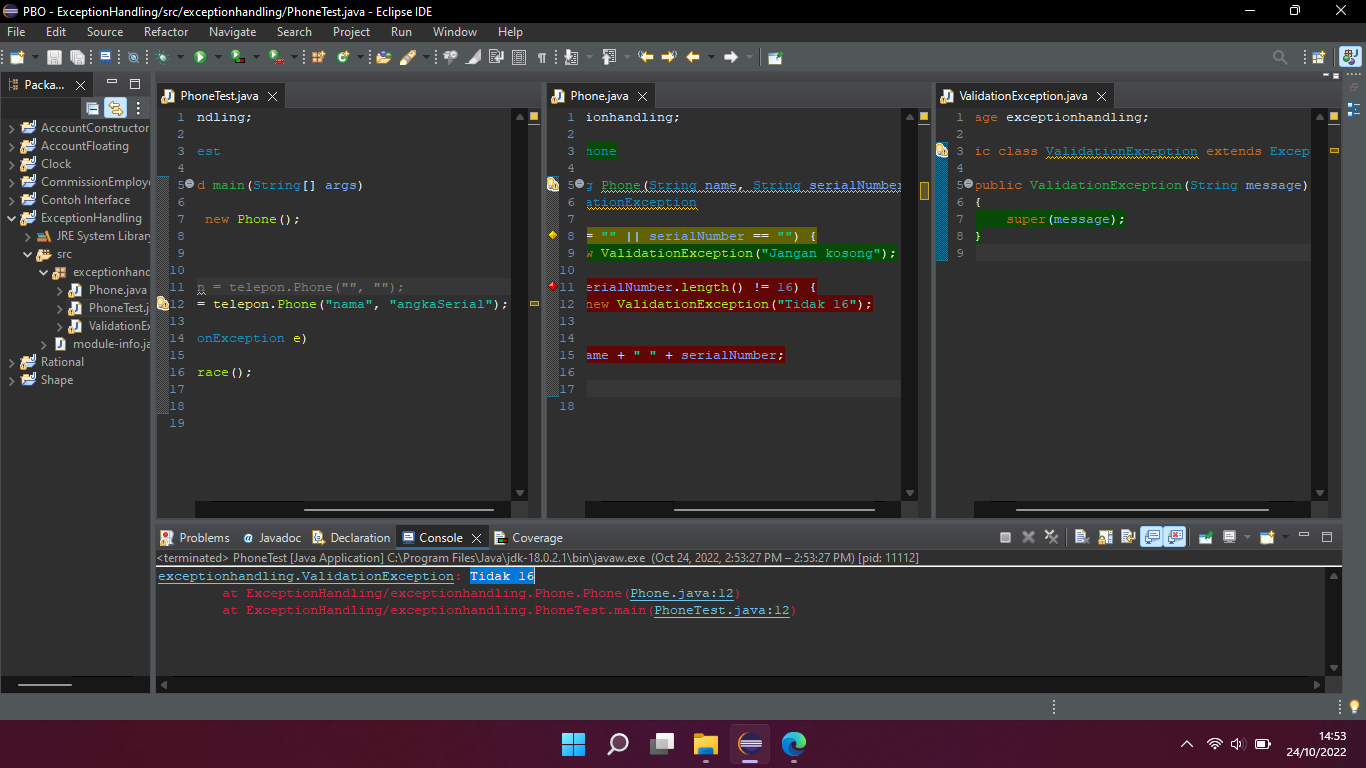 PBO - ExceptionHandling/src/exceptionhandling/PhoneTest.java - Eclipse IDE
File Edit Source Refactor Navigate Search Project Run Window Help
Packa...
AccountConstructor
AccountFloating
Clock
CommissionEmploye
Contoh Interface
ExceptionHandling
JRE System Library
src
exceptionhand
Phone.java
PhoneTest.j
ValidationEx
module-info.ja
Rational
Shape
PhoneTest.java
1 ndling;
2
3 est
4
5 d main(String[] args)
6
7 new Phone();
8
9
10
11 n = telepon.Phone("", "");
12 = telepon.Phone("nama", "angkaSerial");
13
14 onException e)
15
16 race();
17
18
19
Phone.java
1 ionhandling;
2
3 hone
4
5 g Phone(String name, String serialNumber
6 ationException
7
8 = "" || serialNumber == "") {
9 w ValidationException("Jangan kosong");
10
11 serialNumber.length() != 16) {
12 new ValidationException("Tidak 16");
13
14
15 ame + " " + serialNumber;
16
17
18
ValidationException.java
1 age exceptionhandling;
2
3 ic class ValidationException extends Excep
4
5 public ValidationException(String message)
6 {
7 super(message);
8 }
9
Problems Javadoc Declaration Console Coverage
<terminated> PhoneTest [Java Application] C:\Program Files\Java\jdk-18.0.2.1\bin\javaw.exe (Oct 24, 2022, 2:53:27 PM – 2:53:27 PM) [pid: 11112]
exceptionhandling.ValidationException: Tidak 16
at ExceptionHandling/exceptionhandling.Phone.Phone(Phone.java:12)
at ExceptionHandling/exceptionhandling.PhoneTest.main(PhoneTest.java:12)
14:53
24/10/2022